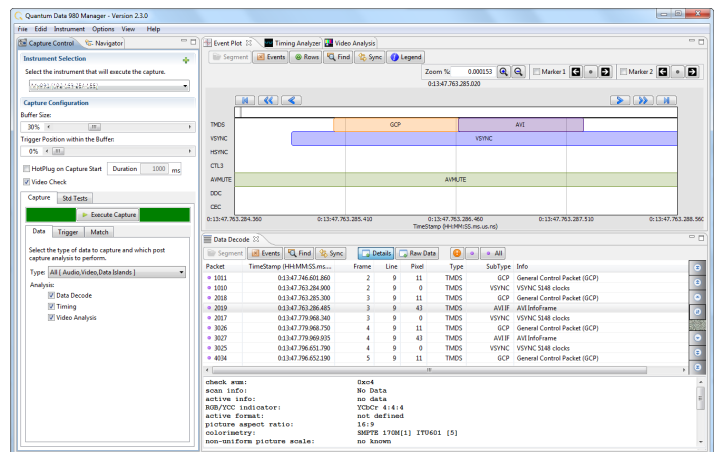 Quantum Data 980 Manager - Version 2.3.0
File Edit Instrument Options View Help
Capture Control Navigator
Instrument Selection
Select the instrument that will execute the capture.
Capture Configuration
Buffer Size:
30%
Trigger Position within the Buffer:
0%
HotPlug on Capture Start Duration 1000 ms
Video Check
Capture Std Tests
Execute Capture
Data Trigger Match
Select the type of data to capture and which post
capture analysis to perform.
Type: All [ Audio,Video,Data Islands ]
Analysis:
Data Decode
Timing
Video Analysis
Event Plot Timing Analyzer Video Analysis
Segment Events Rows Find Sync Legend
Zoom %: 0.000153 Marker 1 Marker 2
0:13:47.763.285.020
TMDS GCP AVI
VSYNC VSYNC
HSYNC
CTL3
AVMUTE AVMUTE
DDC
CEC
0:13:47.763.284.360 0:13:47.763.285.410 0:13:47.763.286.460 0:13:47.763.287.510 0:13:47.763.288.560
TimeStamp (HH:MM:SS.ms.us.ns)
Data Decode
Segment Events Find Sync Details Raw Data All
Packet TimeStamp (HH:MM:SS.ms.... Frame Line Pixel Type SubType Info
1011 0:13:47.746.601.860 2 9 11 TMDS GCP General Control Packet (GCP)
1010 0:13:47.763.284.900 2 9 0 TMDS VSYNC VSYNC 5148 clocks
2018 0:13:47.763.285.300 3 9 11 TMDS GCP General Control Packet (GCP)
2019 0:13:47.763.286.485 3 9 43 TMDS AVI IF AVI InfoFrame
2017 0:13:47.779.968.340 3 9 0 TMDS VSYNC VSYNC 5148 clocks
3026 0:13:47.779.968.750 4 9 11 TMDS GCP General Control Packet (GCP)
3027 0:13:47.779.969.935 4 9 43 TMDS AVI IF AVI InfoFrame
3025 0:13:47.796.651.790 4 9 0 TMDS VSYNC VSYNC 5148 clocks
4034 0:13:47.796.652.190 5 9 11 TMDS GCP General Control Packet (GCP)
check sum: 0xc4
scan info: No Data
active info: no data
RGB/YCC indicator: YCbCr 4:4:4
active format: not defined
picture aspect ratio: 16:9
colorimetry: SMPTE 170M[1] ITU601 [5]
non-uniform picture scale: no known